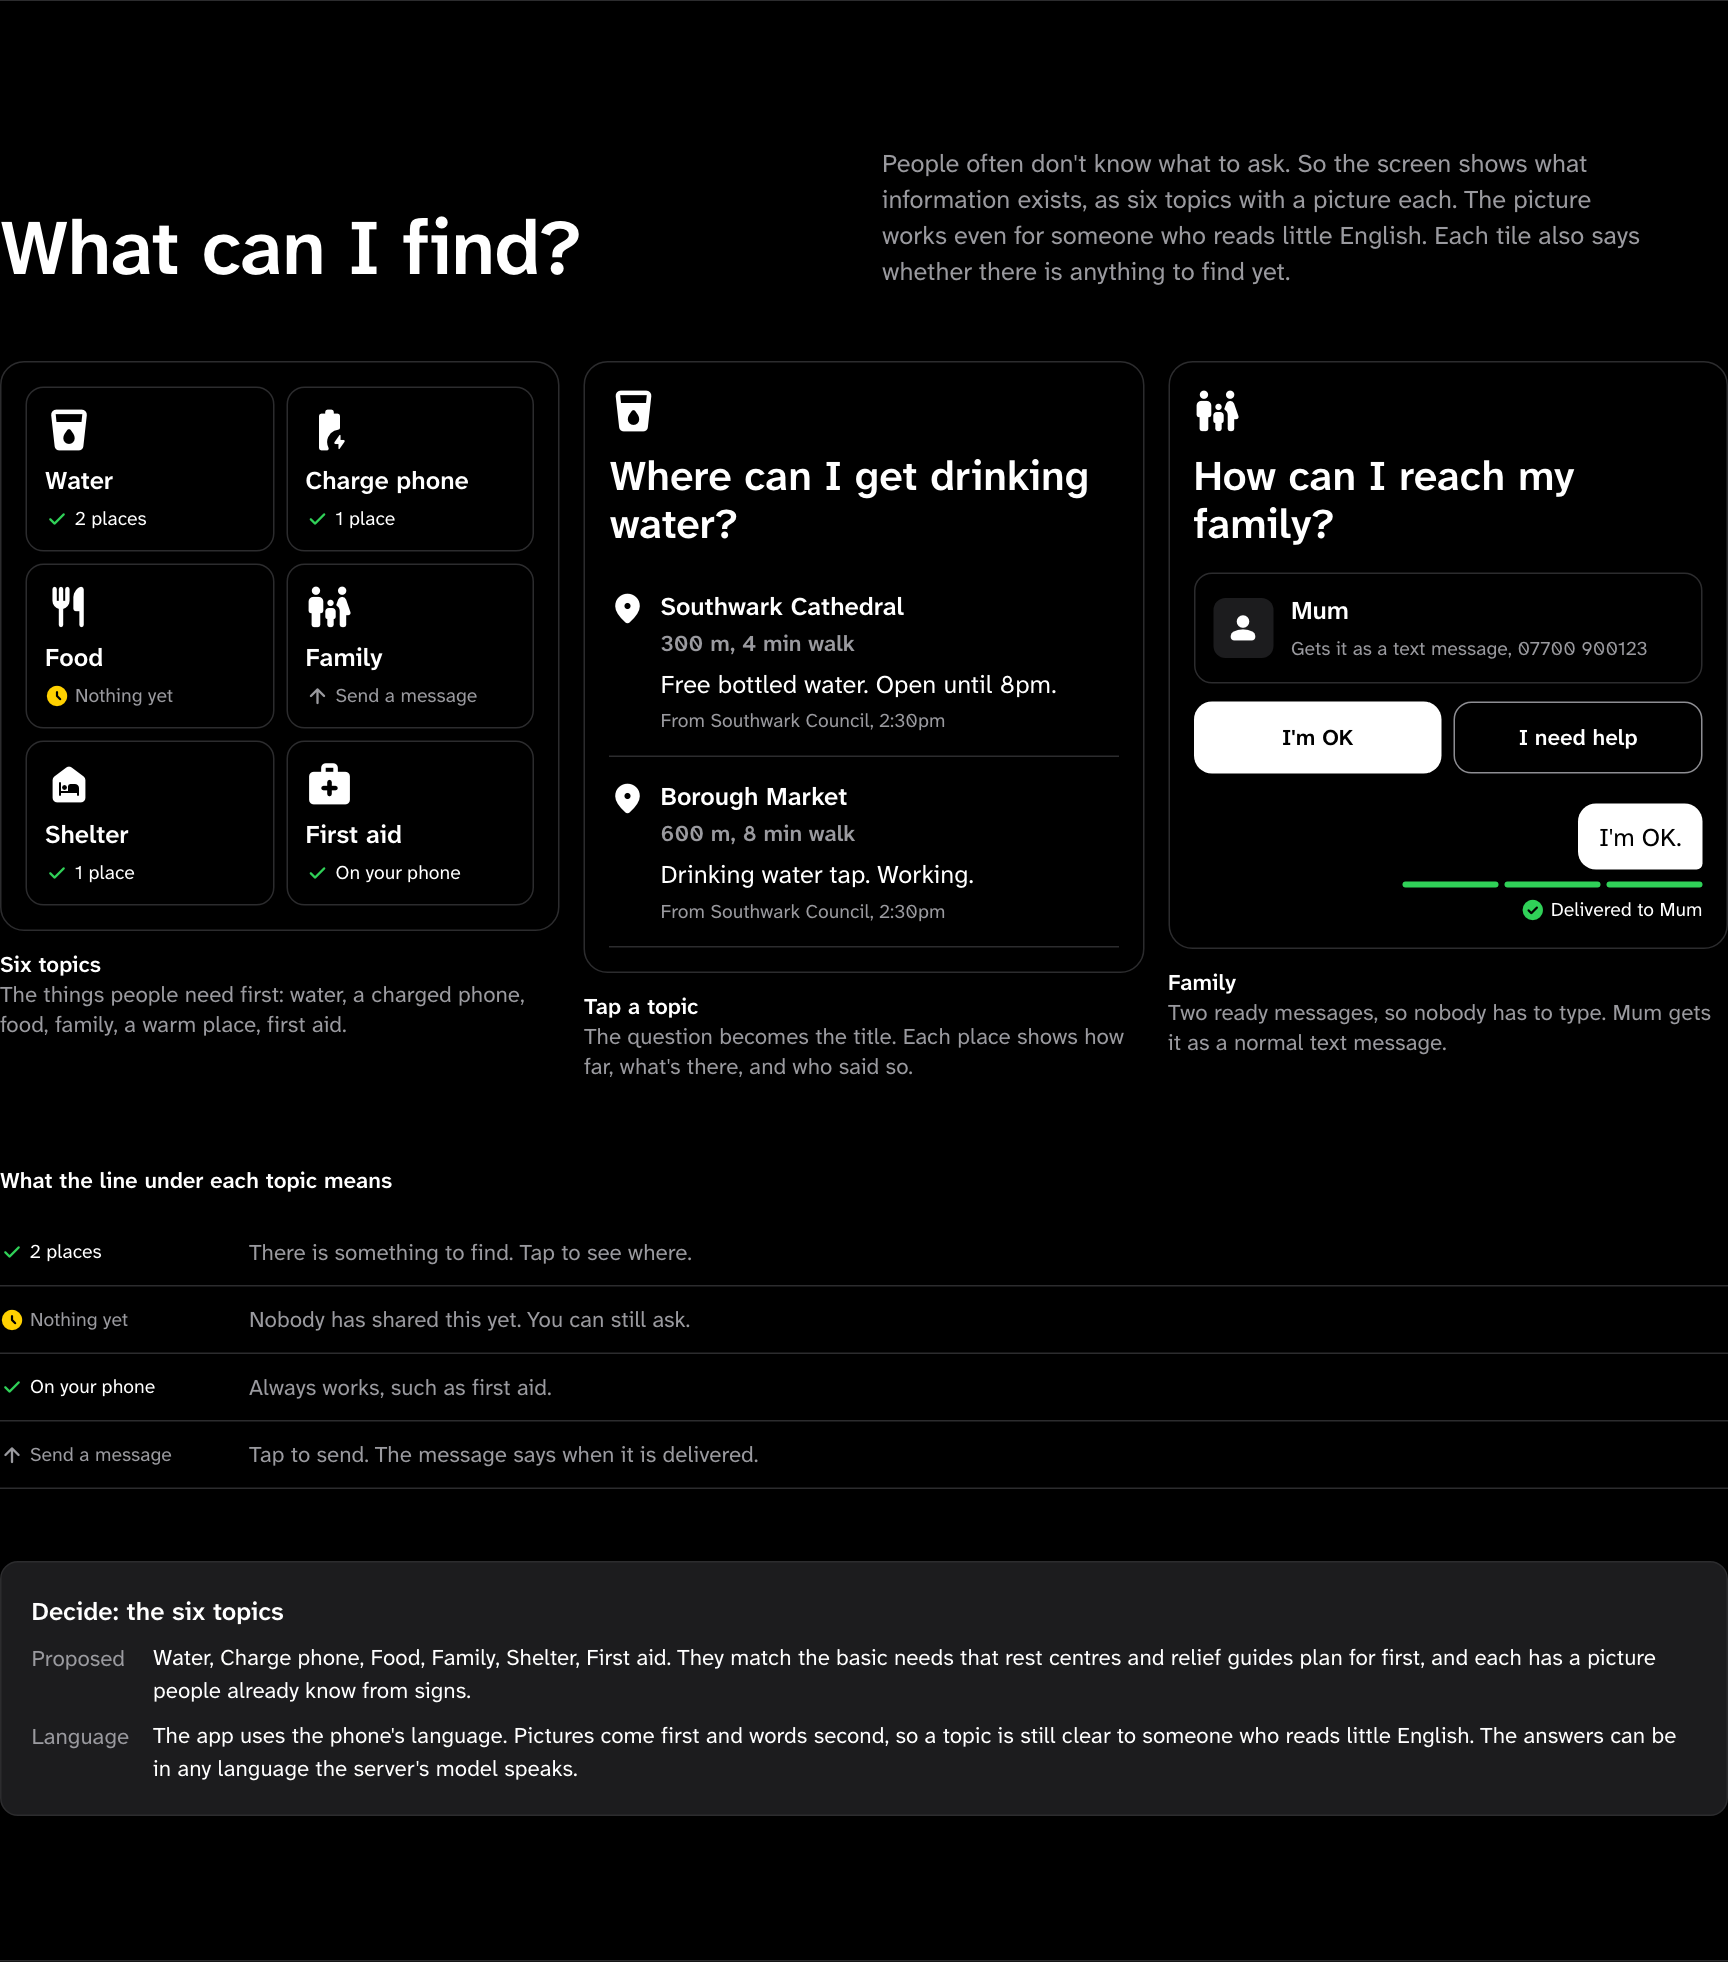 What can I find?
People often don't know what to ask. So the screen shows what
information exists, as six topics with a picture each. The picture
works even for someone who reads little English. Each tile also says
whether there is anything to find yet.
Water
2 places
Charge phone
1 place
Food
Nothing yet
Family
Send a message
Shelter
1 place
First aid
On your phone
Six topics
The things people need first: water, a charged phone,
food, family, a warm place, first aid.
Where can I get drinking
water?
Southwark Cathedral
300 m, 4 min walk
Free bottled water. Open until 8pm.
From Southwark Council, 2:30pm
Borough Market
600 m, 8 min walk
Drinking water tap. Working.
From Southwark Council, 2:30pm
Tap a topic
The question becomes the title. Each place shows how
far, what's there, and who said so.
How can I reach my
family?
Mum
Gets it as a text message, 07700 900123
I'm OK
I need help
I'm OK.
Delivered to Mum
Family
Two ready messages, so nobody has to type. Mum gets
it as a normal text message.
What the line under each topic means
2 places
There is something to find. Tap to see where.
Nothing yet
Nobody has shared this yet. You can still ask.
On your phone
Always works, such as first aid.
Send a message
Tap to send. The message says when it is delivered.
Decide: the six topics
Proposed
Water, Charge phone, Food, Family, Shelter, First aid. They match the basic needs that rest centres and relief guides plan for first, and each has a picture
people already know from signs.
Language
The app uses the phone's language. Pictures come first and words second, so a topic is still clear to someone who reads little English. The answers can be
in any language the server's model speaks.